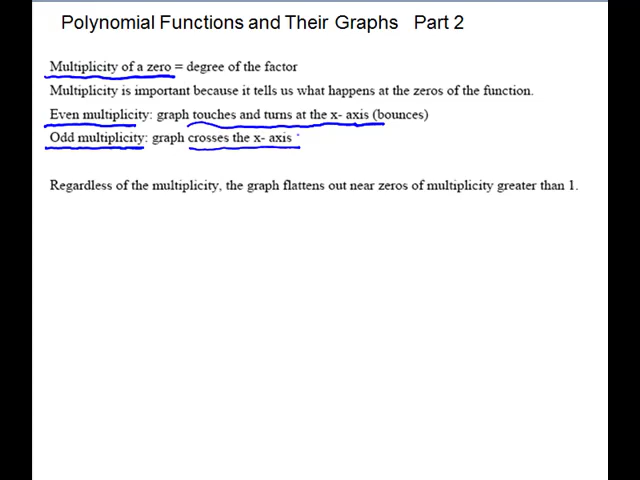 Polynomial Functions and Their Graphs Part 2
Multiplicity of a zero = degree of the factor
Multiplicity is important because it tells us what happens at the zeros of the function.
Even multiplicity: graph touches and turns at the x- axis (bounces)
Odd multiplicity: graph crosses the x- axis
Regardless of the multiplicity, the graph flattens out near zeros of multiplicity greater than 1.